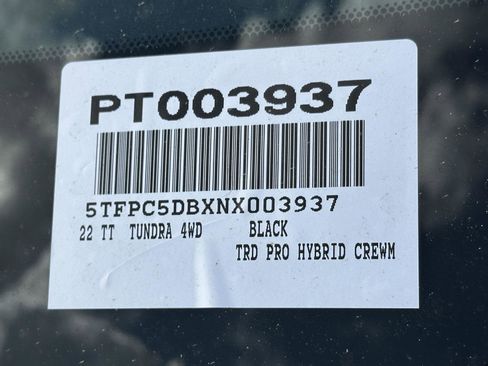 PT003937
5TFPC5DBXNX003937
22 TT TUNDRA 4WD BLACK
TRD PRO HYBRID CREWM